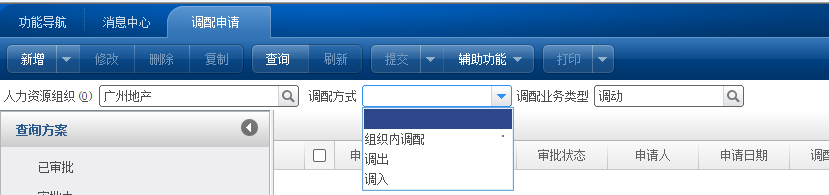 功能导航 消息中心 调配申请
新增 修改 删除 复制 查询 刷新 提交 辅助功能 打印
人力资源组织(O) 广州地产 调配方式 调配业务类型 调动
查询方案
组织内调配
调出
调入
申 审批状态 申请人 申请日期 调配
已审批